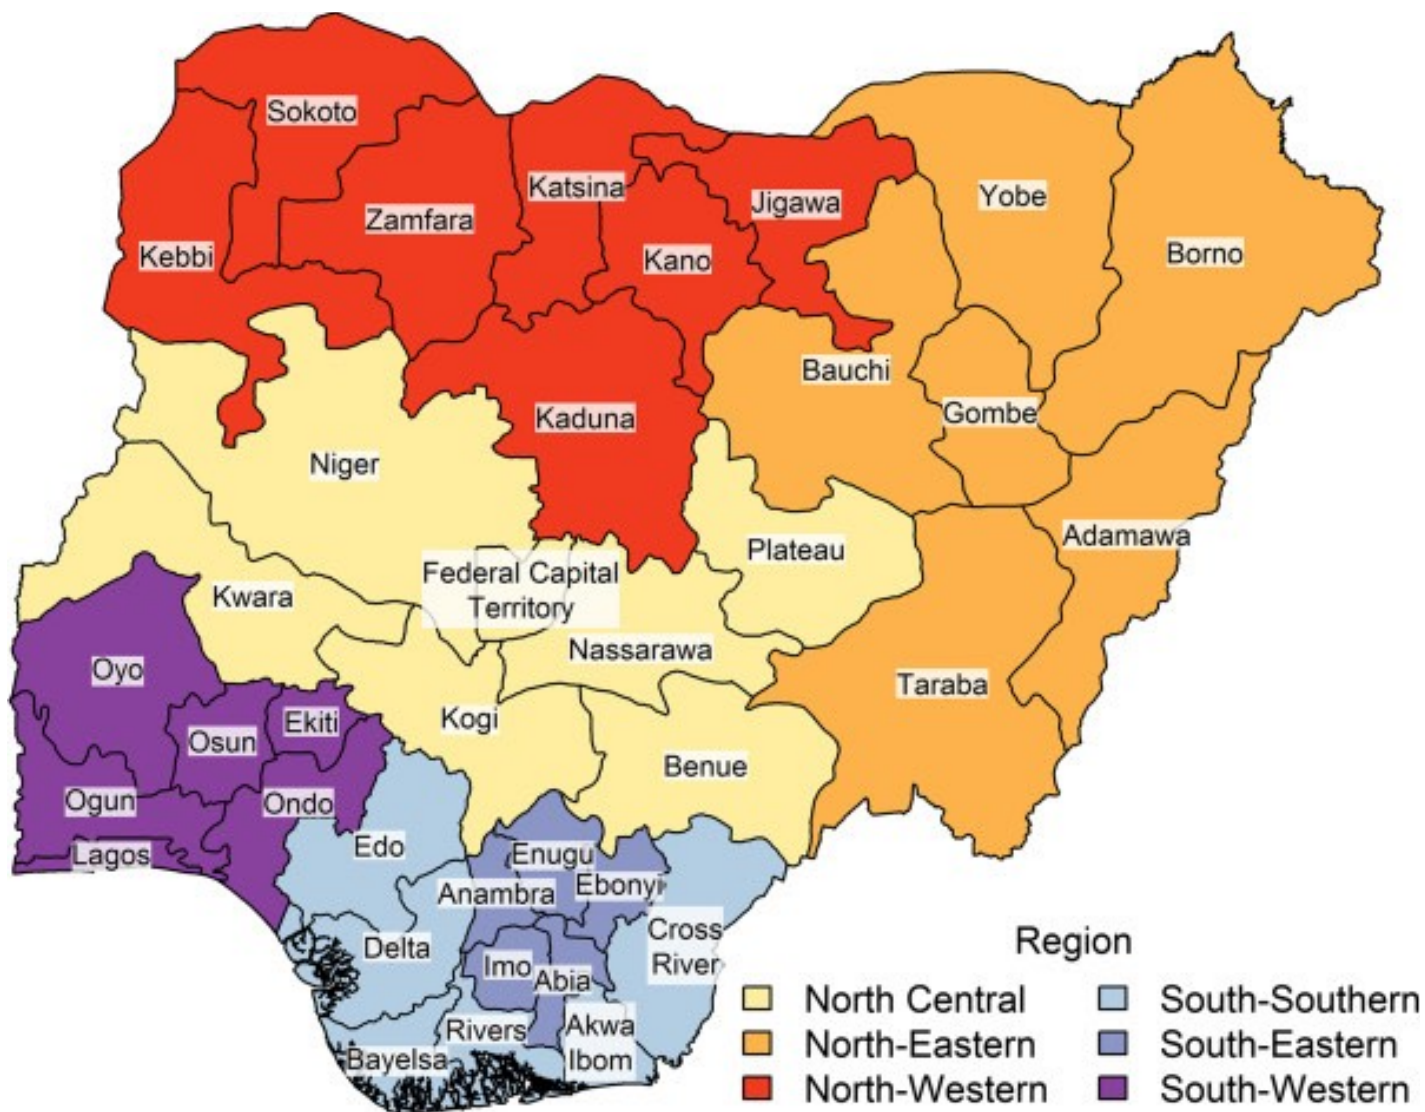 Sokoto
Katsina
Jigawa
Yobe
Zamfara
Kebbi
Kano
Borno
Bauchi
Gombe
Kaduna
Niger
Adamawa
Plateau
Federal Capital
Territory
Kwara
Nassarawa
Oyo
Taraba
Kogi
Ekiti
Osun
Benue
Ogun
Ondo
Lagos
Edo
Enugu
Ebonyi
Anambra
Cross
River
Delta
Imo
Abia
Rivers
Akwa
Ibom
Bayelsa
Region
North Central
North-Eastern
North-Western
South-Southern
South-Eastern
South-Western